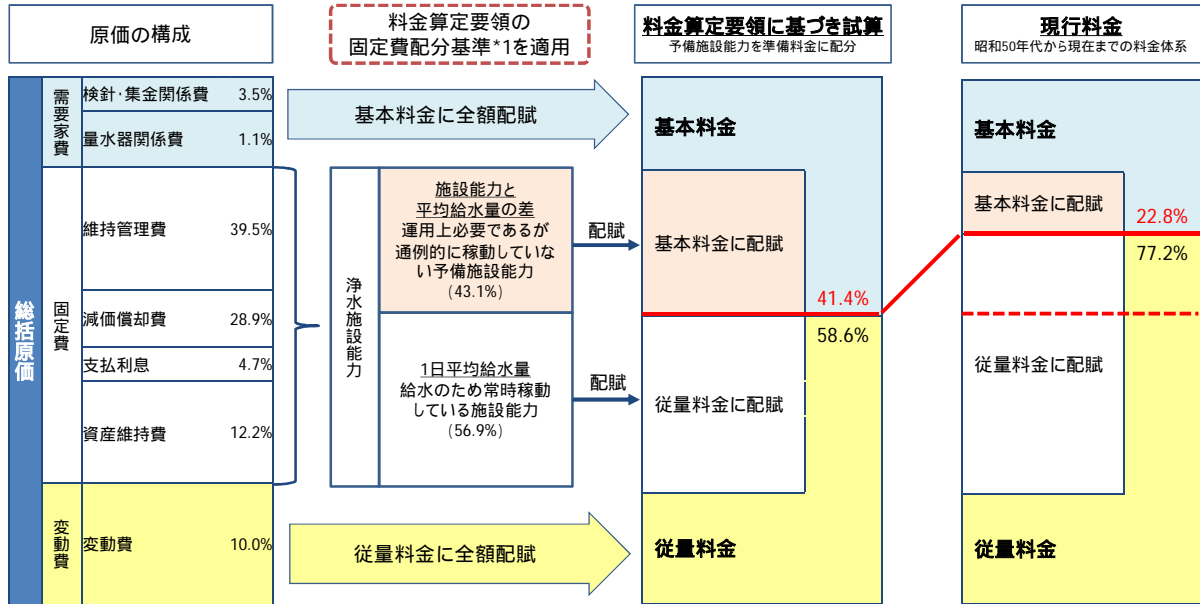 原価の構成
料金算定要領の
固定費配分基準*1を適用
料金算定要領に基づき試算
予備施設能力を準備料金に配分
現行料金
昭和50年代から現在までの料金体系
総括原価
需要家費
検針・集金関係費 3.5%
量水器関係費 1.1%
固定費
維持管理費 39.5%
減価償却費 28.9%
支払利息 4.7%
資産維持費 12.2%
変動費
変動費 10.0%
基本料金に全額配賦
浄水施設能力
施設能力と
平均給水量の差
運用上必要であるが
通例的に稼動していな
い予備施設能力
(43.1%)
1日平均給水量
給水のため常時稼動
している施設能力
(56.9%)
配賦
配賦
従量料金に全額配賦
基本料金
基本料金に配賦
41.4%
58.6%
従量料金に配賦
従量料金
基本料金
基本料金に配賦
22.8%
77.2%
従量料金に配賦
従量料金